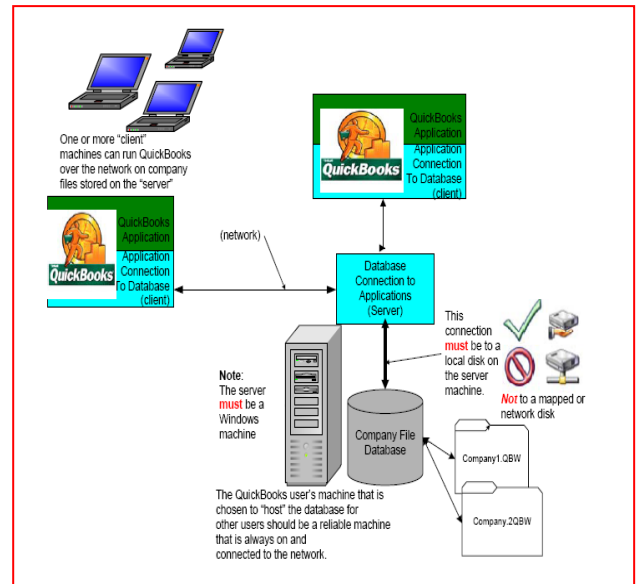 One or more “client”
machines can run QuickBooks
over the network on company
files stored on the “server”
QuickBooks
Application
Application
Connection
To Database
(client)
QuickBooks
QuickBooks
Application
Application
Connection
To Database
(client)
QuickBooks
(network)
Database
Connection to
Applications
(Server)
This
connection
must be to a
local disk on
the server
machine.
Not to a mapped or
network disk
Note:
The server
must be a
Windows
machine
Company File
Database
Company1.QBW
Company.2QBW
The QuickBooks user’s machine that is
chosen to “host” the database for
other users should be a reliable machine
that is always on and
connected to the network.